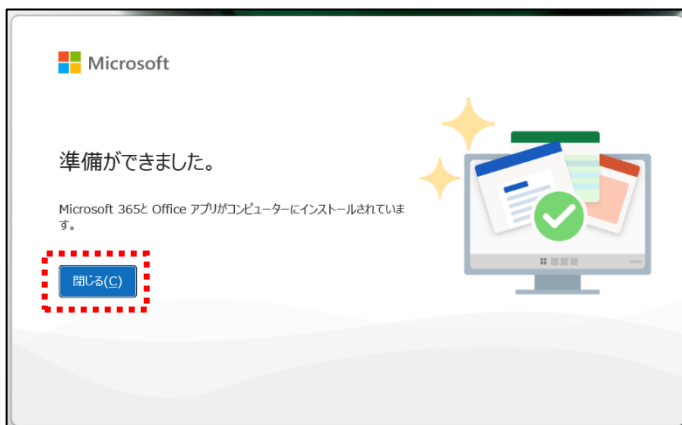 Microsoft
準備ができました。
Microsoft 365と Office アプリがコンピューターにインストールされていま
す。
閉じる(C)